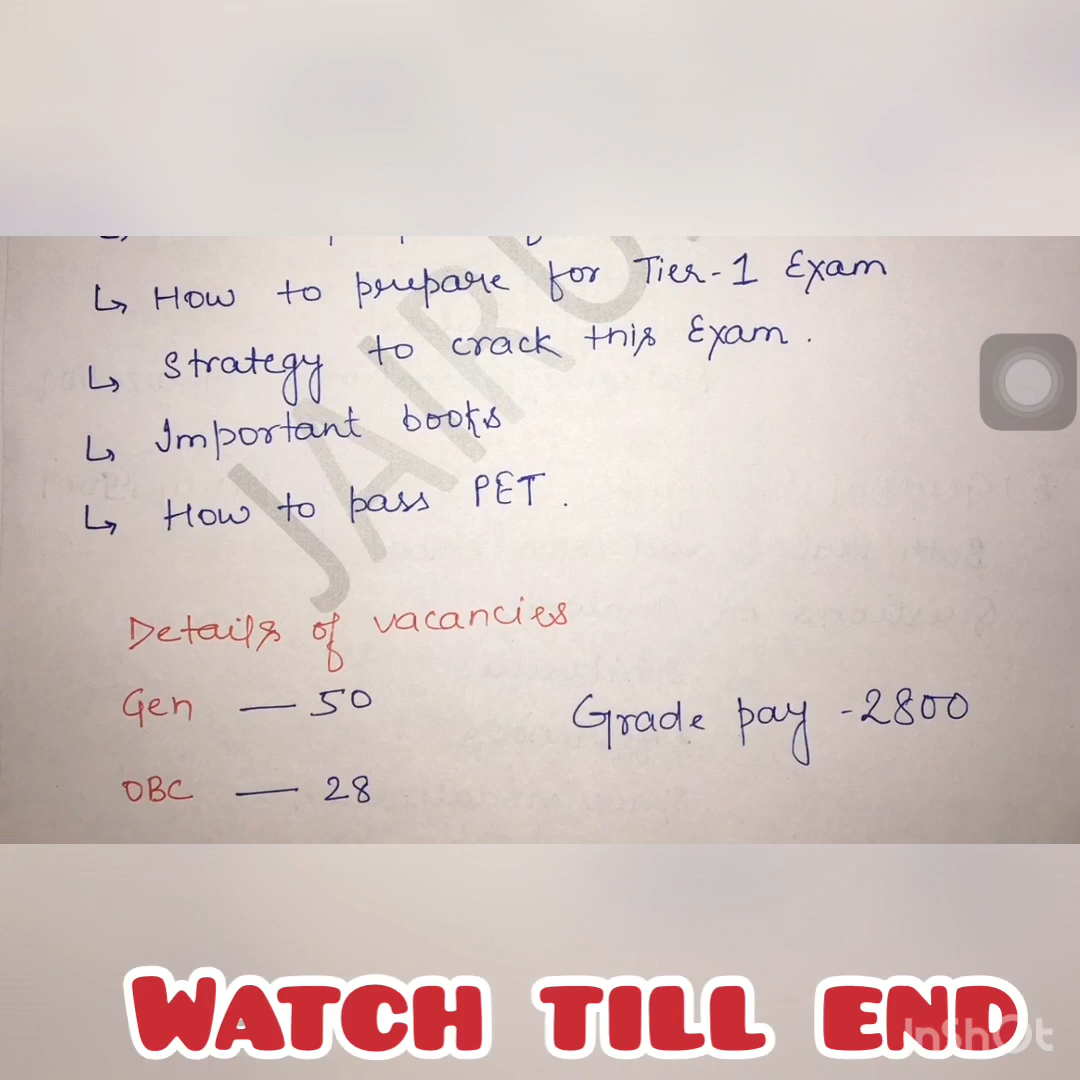 ↳ How to prepare for Tier-1 Exam
↳ Strategy to crack this Exam.
↳ Important books
↳ How to pass PET.
Details of vacancies
Gen — 50
Grade pay - 2800
OBC — 28
WATCH TILL END
InShOt